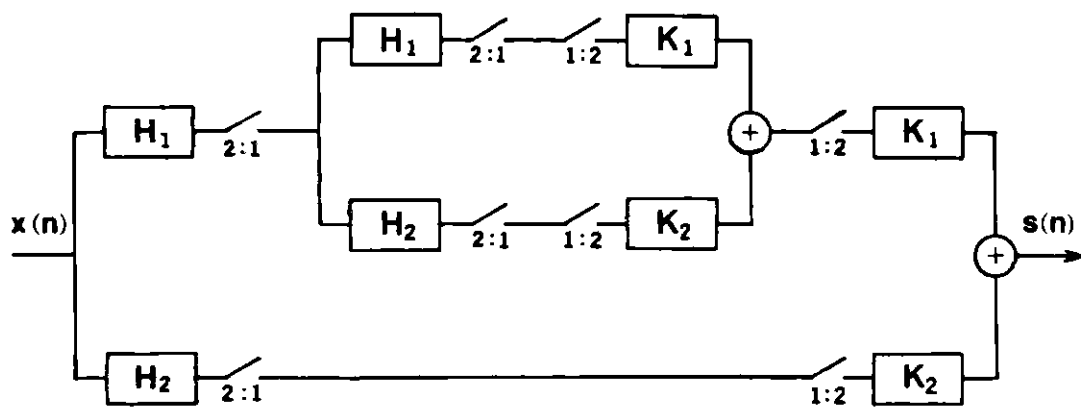 H₁ 2:1 1:2 K₁
H₁ 2:1 + 1:2 K₁
x(n) H₂ 2:1 1:2 K₂ s(n)
+
H₂ 2:1 1:2 K₂